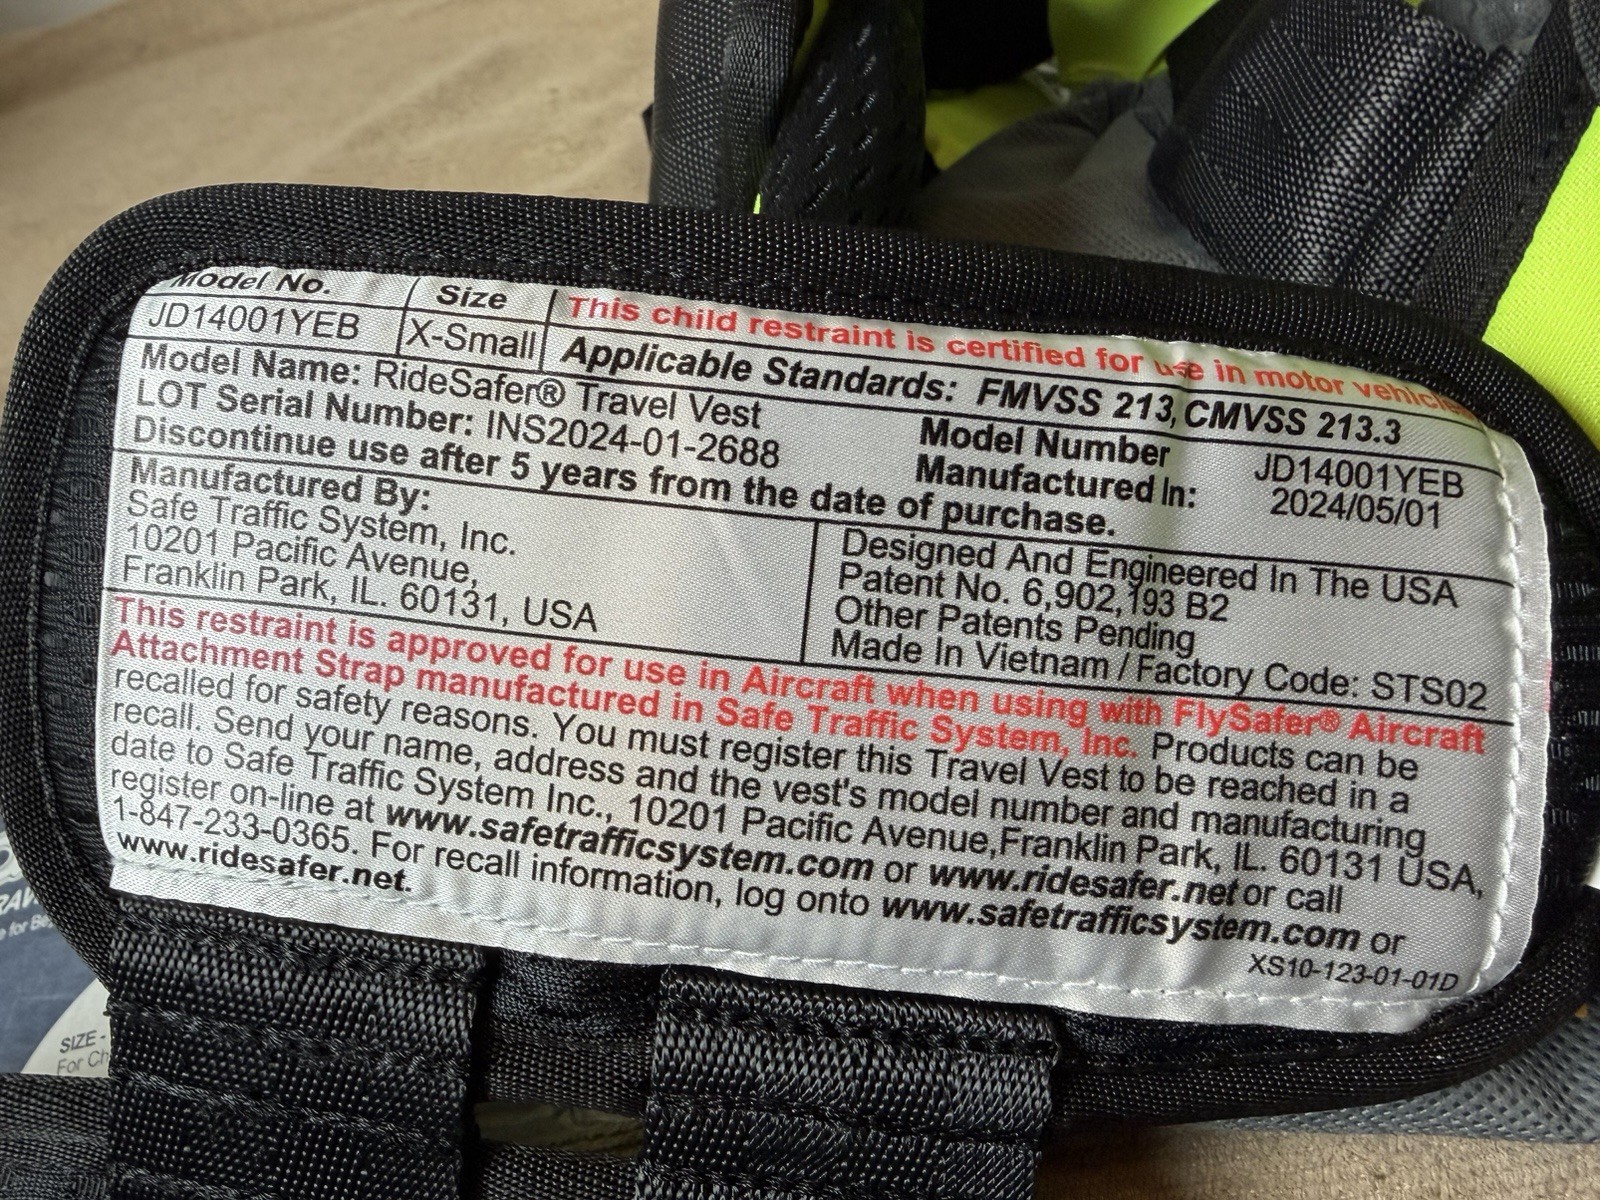 Model No.
Size
This child restraint is certified for use in motor vehicles
JD14001YEB
X-Small
Applicable Standards: FMVSS 213, CMVSS 213.3
Model Name: RideSafer® Travel Vest
LOT Serial Number: INS2024-01-2688
Model Number
JD14001YEB
Manufactured In:
2024/05/01
Discontinue use after 5 years from the date of purchase.
Manufactured By:
Safe Traffic System, Inc.
10201 Pacific Avenue,
Franklin Park, IL. 60131, USA
Designed And Engineered In The USA
Patent No. 6,902,193 B2
Other Patents Pending
Made In Vietnam / Factory Code: STS02
This restraint is approved for use in Aircraft when using with FlySafer® Aircraft
Attachment Strap manufactured in Safe Traffic System, Inc. Products can be
recalled for safety reasons. You must register this Travel Vest to be reached in a
recall. Send your name, address and the vest's model number and manufacturing
date to Safe Traffic System Inc., 10201 Pacific Avenue,Franklin Park, IL. 60131 USA,
register on-line at www.safetrafficsystem.com or www.ridesafer.net or call
1-847-233-0365. For recall information, log onto www.safetrafficsystem.com or
www.ridesafer.net.
XS10-123-01-01D
SIZE -
For